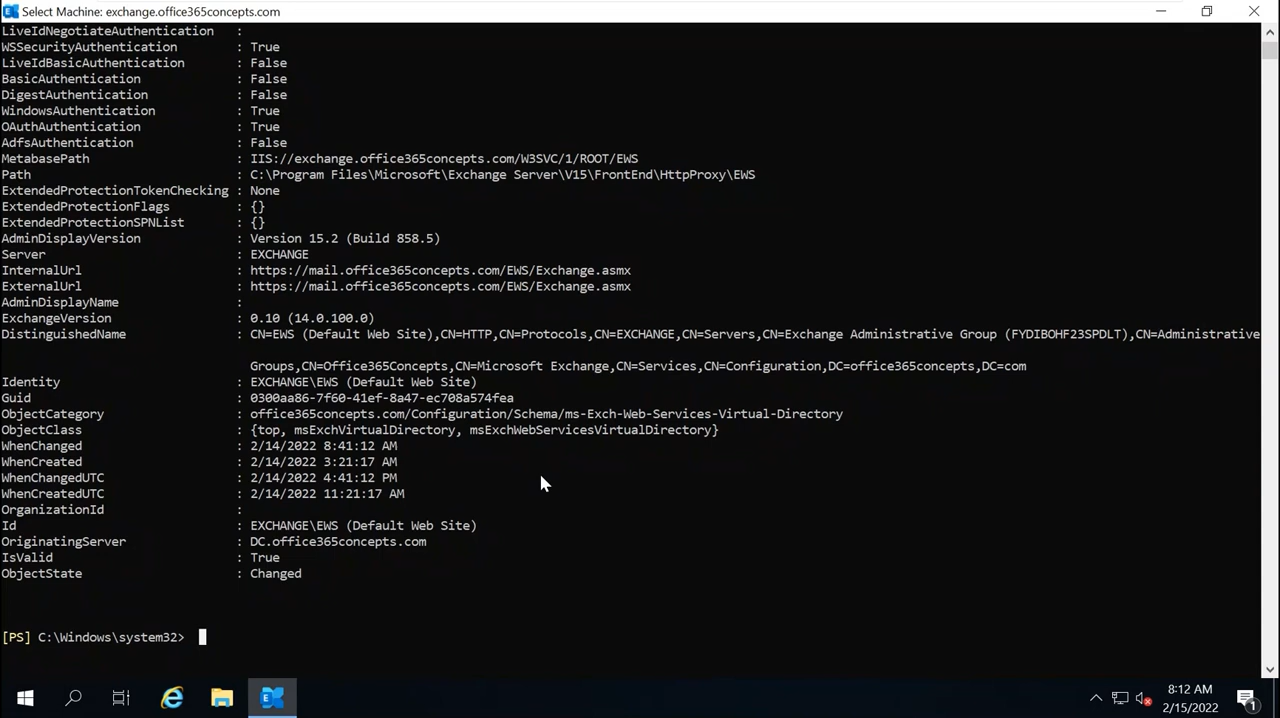 Select Machine: exchange.office365concepts.com
LiveIdNegotiateAuthentication :
WSSecurityAuthentication : True
LiveIdBasicAuthentication : False
BasicAuthentication : False
DigestAuthentication : False
WindowsAuthentication : True
OAuthAuthentication : True
AdfsAuthentication : False
MetabasePath : IIS://exchange.office365concepts.com/W3SVC/1/ROOT/EWS
Path : C:\Program Files\Microsoft\Exchange Server\V15\FrontEnd\HttpProxy\EWS
ExtendedProtectionTokenChecking : None
ExtendedProtectionFlags : {}
ExtendedProtectionSPNList : {}
AdminDisplayVersion : Version 15.2 (Build 858.5)
Server : EXCHANGE
InternalUrl : https://mail.office365concepts.com/EWS/Exchange.asmx
ExternalUrl : https://mail.office365concepts.com/EWS/Exchange.asmx
AdminDisplayName :
ExchangeVersion : 0.10 (14.0.100.0)
DistinguishedName : CN=EWS (Default Web Site),CN=HTTP,CN=Protocols,CN=EXCHANGE,CN=Servers,CN=Exchange Administrative Group (FYDIBOHF23SPDLT),CN=Administrative
Groups,CN=Office365Concepts,CN=Microsoft Exchange,CN=Services,CN=Configuration,DC=office365concepts,DC=com
Identity : EXCHANGE\EWS (Default Web Site)
Guid : 0300aa86-7f60-41ef-8a47-ec708a574fea
ObjectCategory : office365concepts.com/Configuration/Schema/ms-Exch-Web-Services-Virtual-Directory
ObjectClass : {top, msExchVirtualDirectory, msExchWebServicesVirtualDirectory}
WhenChanged : 2/14/2022 8:41:12 AM
WhenCreated : 2/14/2022 3:21:17 AM
WhenChangedUTC : 2/14/2022 4:41:12 PM
WhenCreatedUTC : 2/14/2022 11:21:17 AM
OrganizationId :
Id : EXCHANGE\EWS (Default Web Site)
OriginatingServer : DC.office365concepts.com
IsValid : True
ObjectState : Changed
[PS] C:\Windows\system32>
8:12 AM
2/15/2022
1